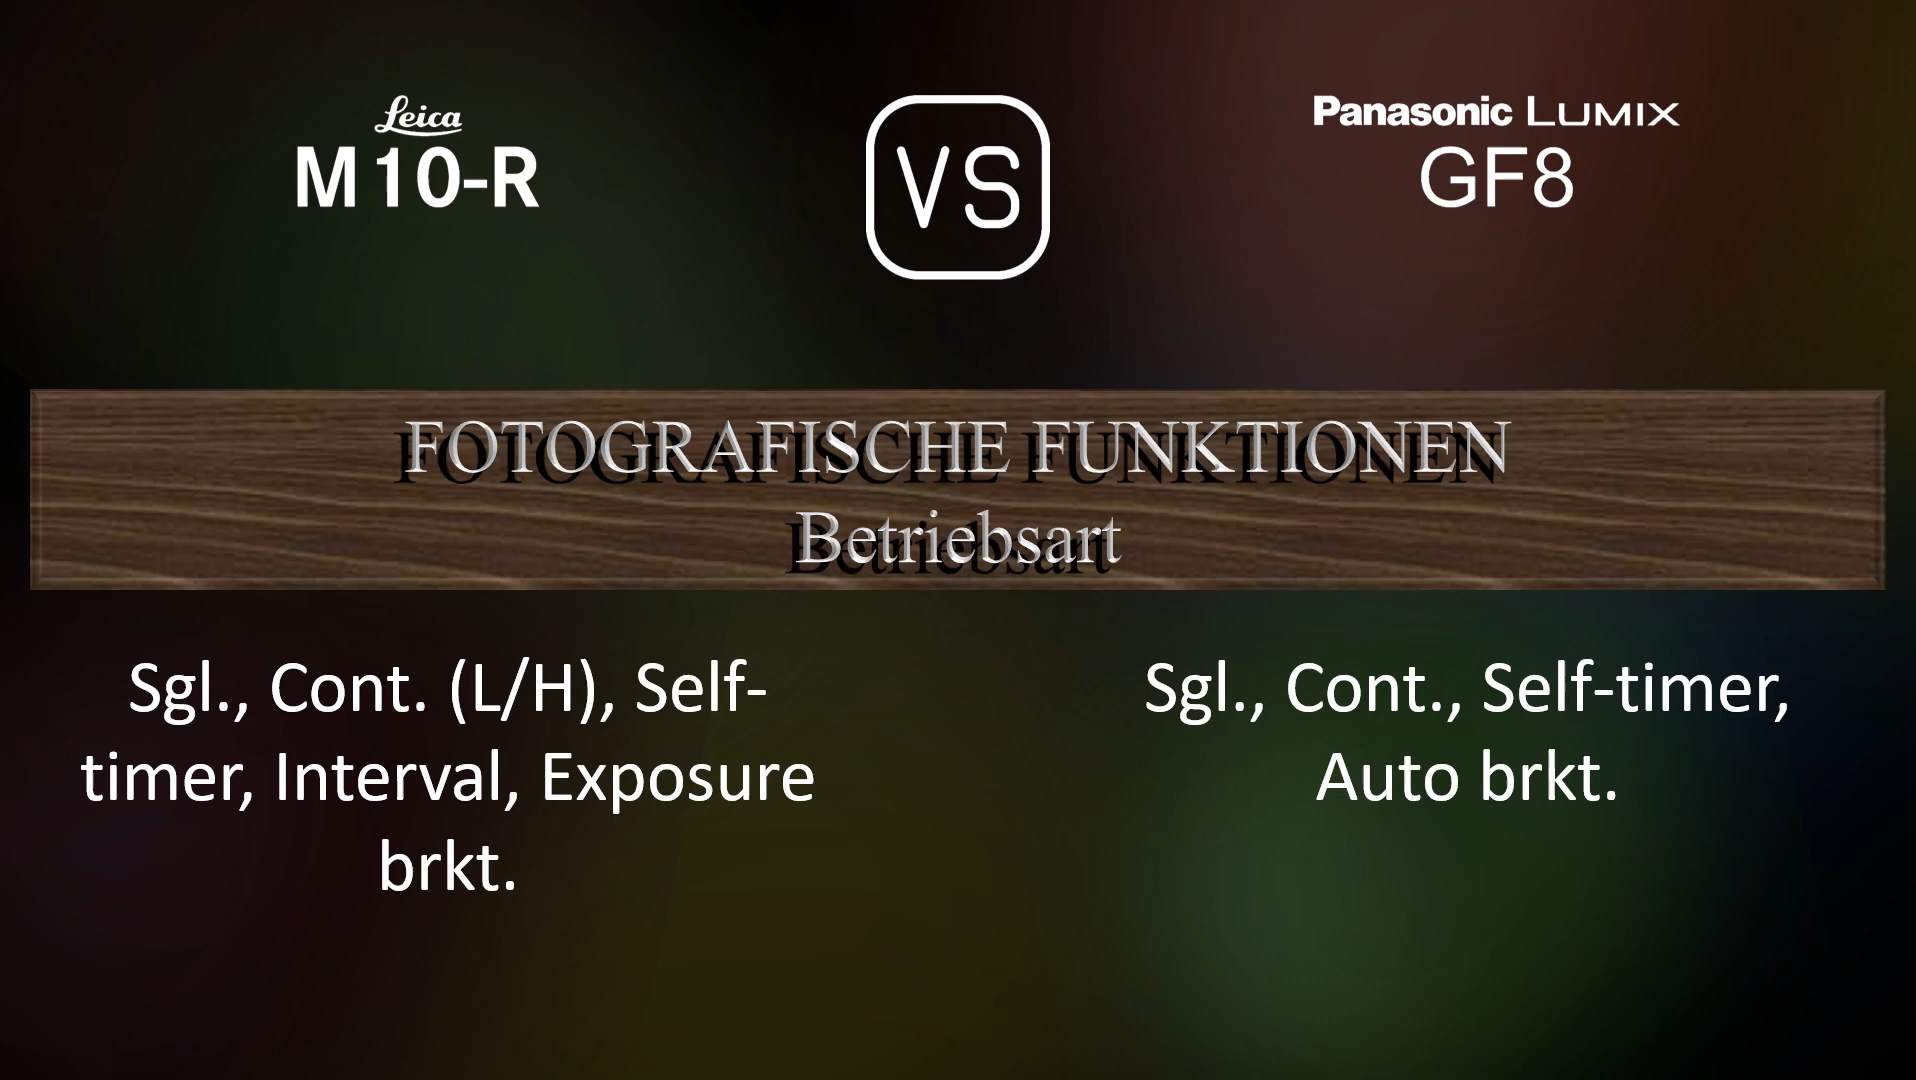 Leica
M10-R
VS
Panasonic LUMIX
GF8
FOTOGRAFISCHE FUNKTIONEN
Betriebsart
Sgl., Cont. (L/H), Self-
timer, Interval, Exposure
brkt.
Sgl., Cont., Self-timer,
Auto brkt.